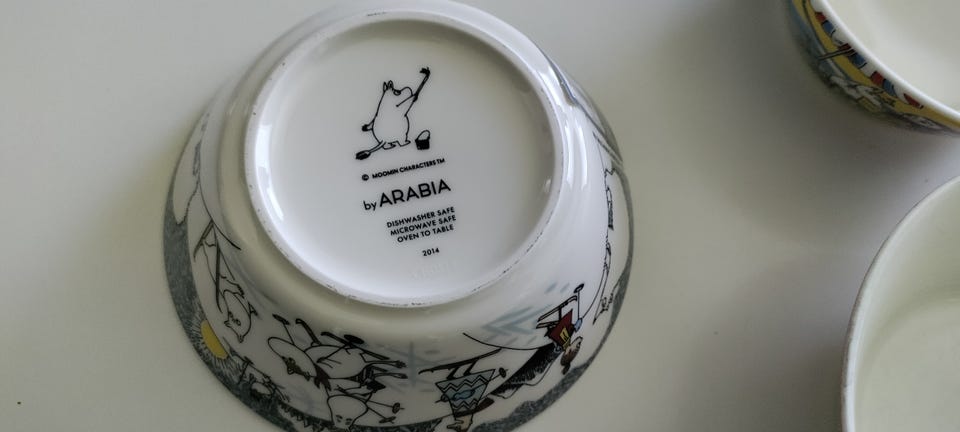 © MOOMIN CHARACTERS TM
by ARABIA
DISHWASHER SAFE
MICROWAVE SAFE
OVEN TO TABLE
2014